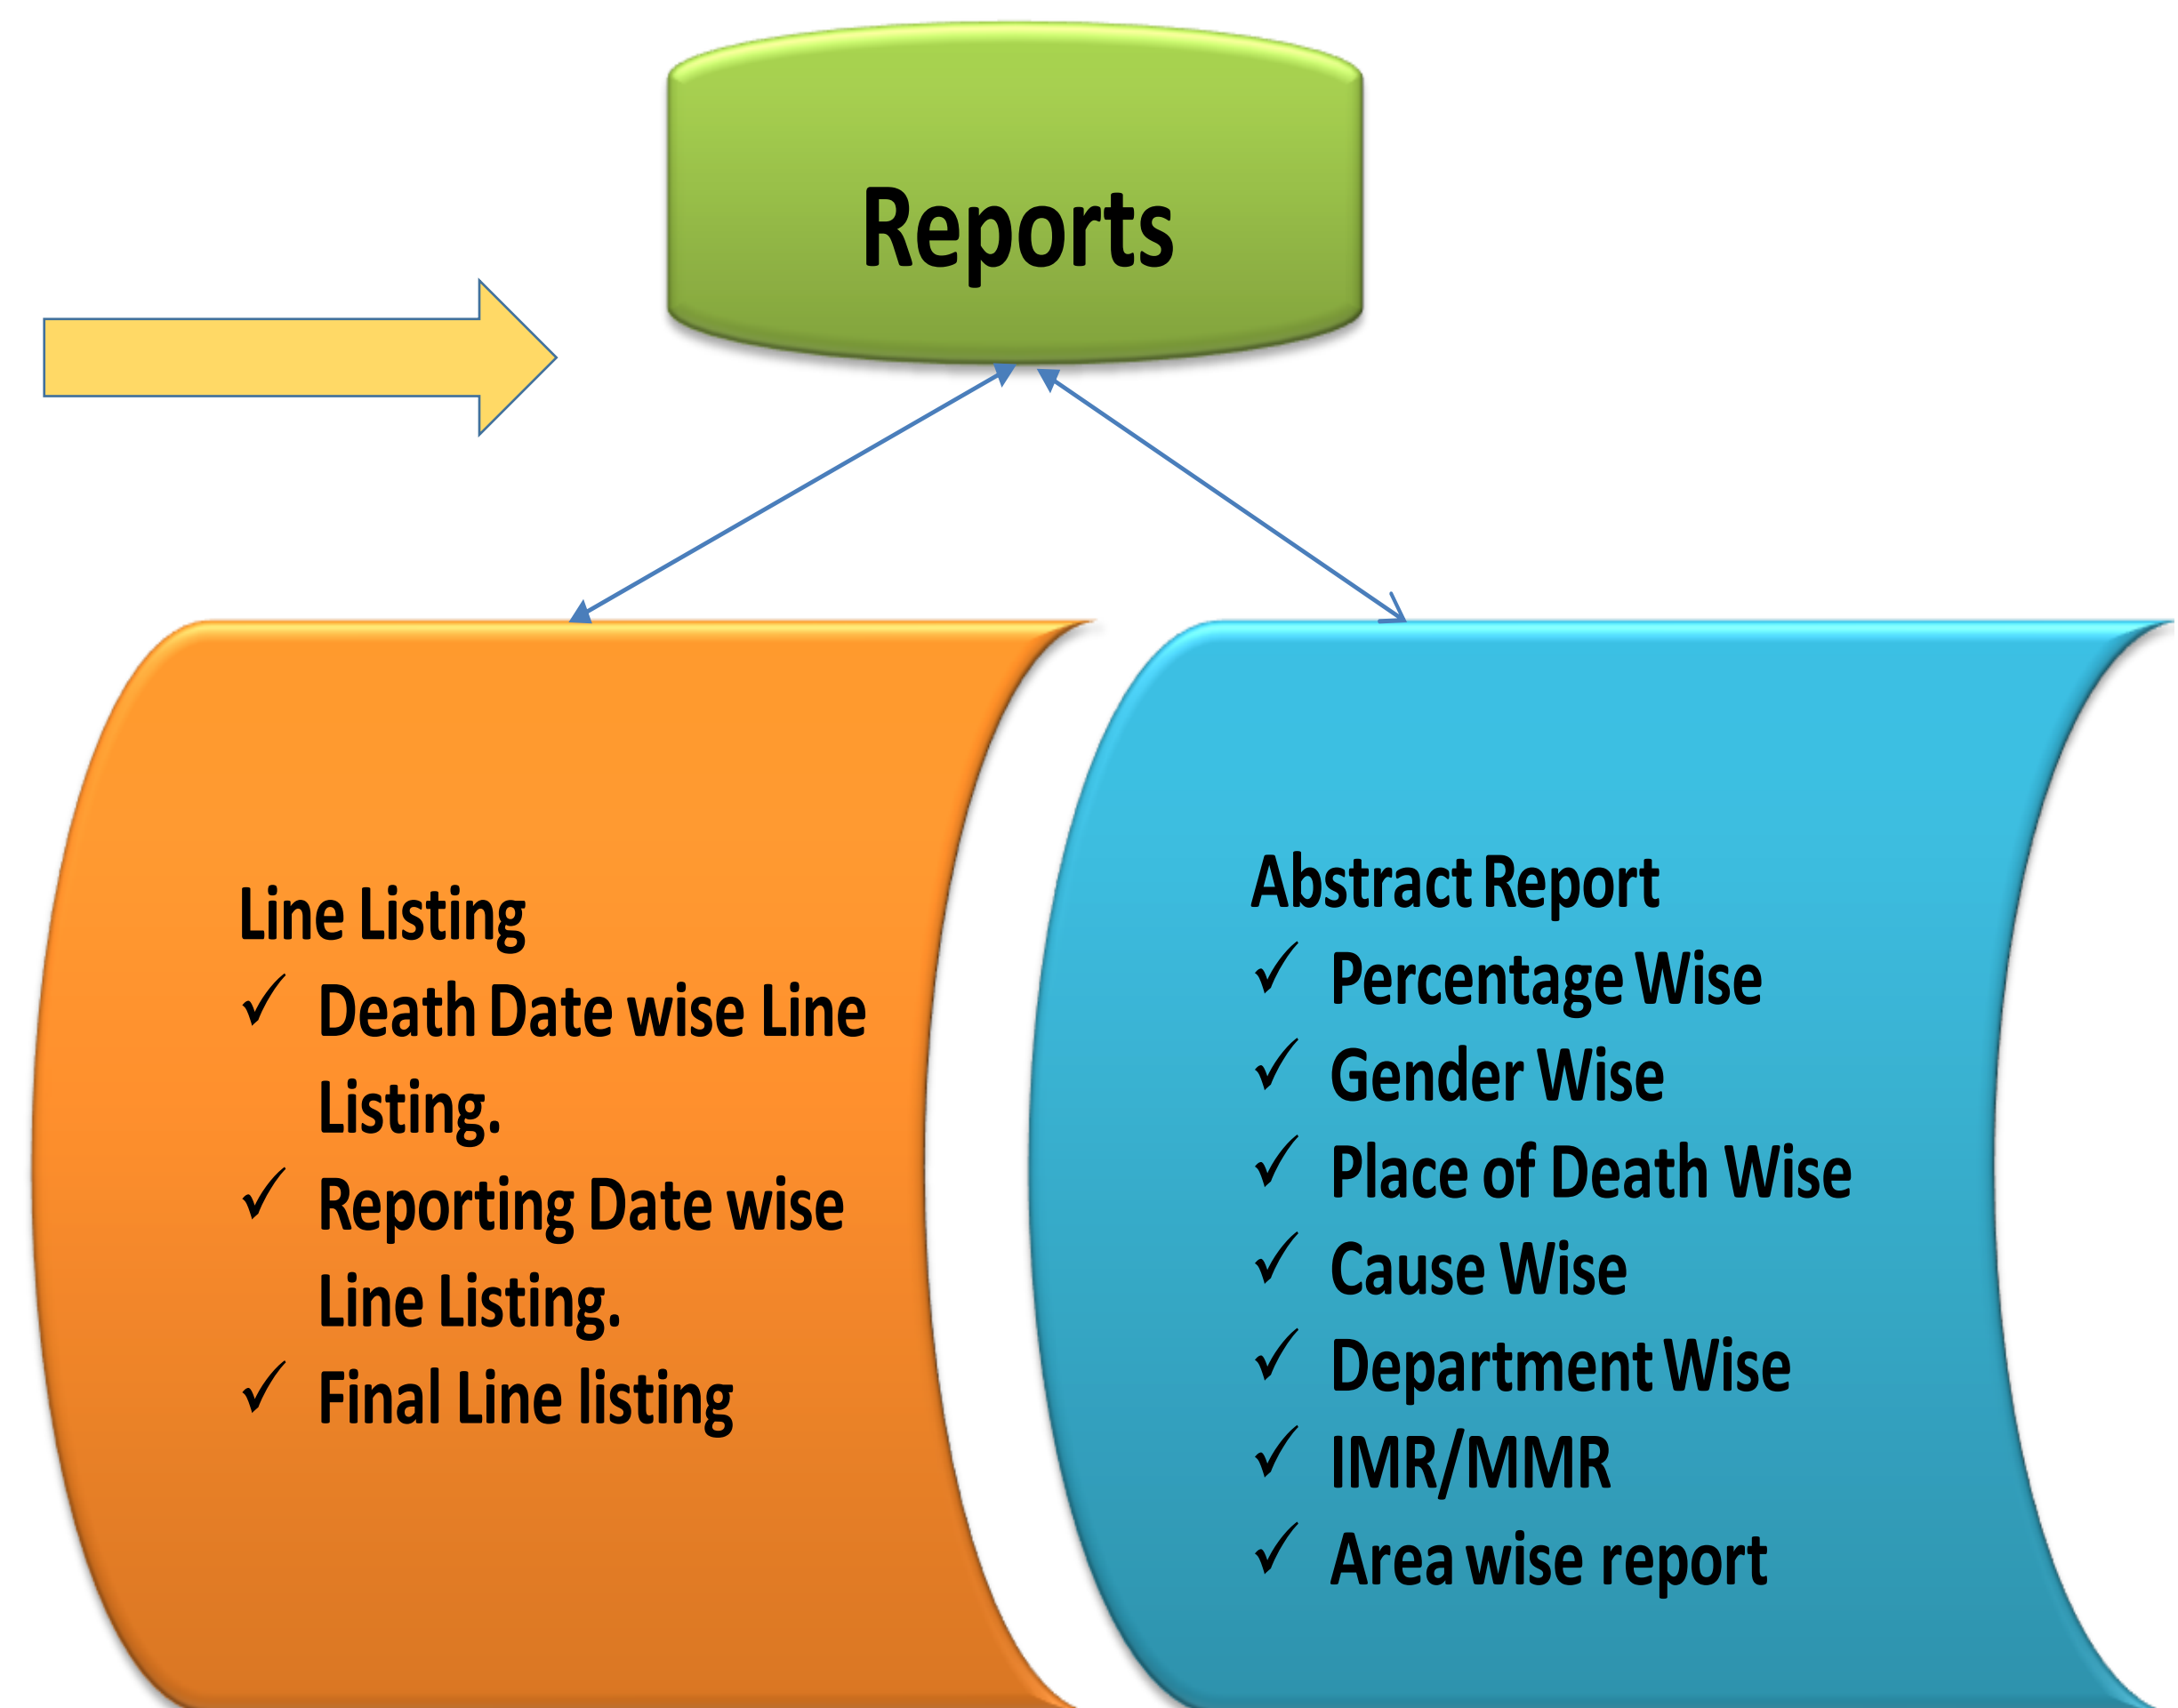 Reports
Line Listing
✓ Death Date wise Line
Listing.
✓ Reporting Date wise
Line Listing.
✓ Final Line listing
Abstract Report
✓ Percentage Wise
✓ Gender Wise
✓ Place of Death Wise
✓ Cause Wise
✓ Department Wise
✓ IMR/MMR
✓ Area wise report